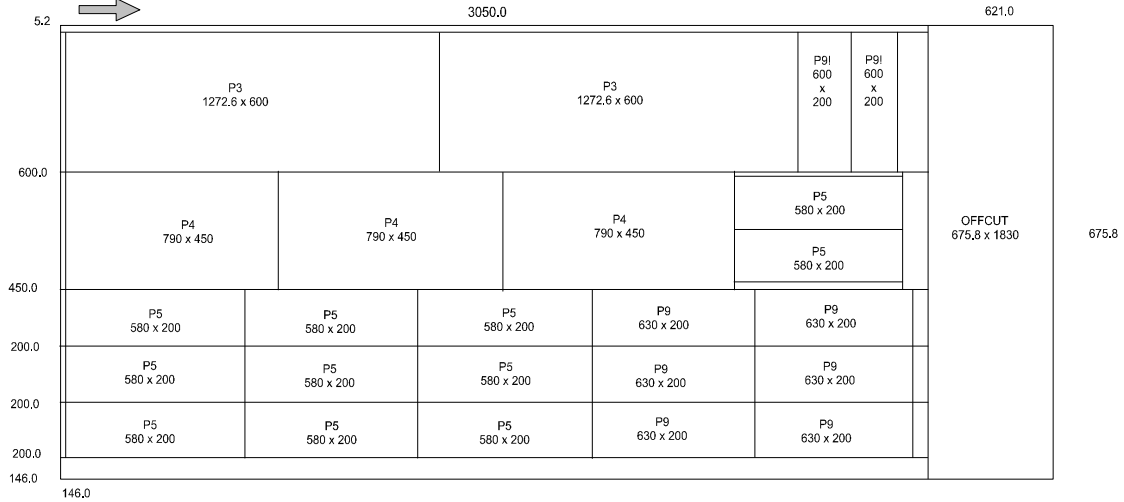 3050.0
621.0
5.2
P3
1272.6 x 600
P3
1272.6 x 600
P9!
600
x
200
P9!
600
x
200
600.0
P4
790 x 450
P4
790 x 450
P4
790 x 450
P5
580 x 200
P5
580 x 200
OFFCUT
675.8 x 1830
675.8
450.0
P5
580 x 200
P5
580 x 200
P5
580 x 200
P9
630 x 200
P9
630 x 200
200.0
P5
580 x 200
P5
580 x 200
P5
580 x 200
P9
630 x 200
P9
630 x 200
200.0
P5
580 x 200
P5
580 x 200
P5
580 x 200
P9
630 x 200
P9
630 x 200
200.0
146.0
146.0